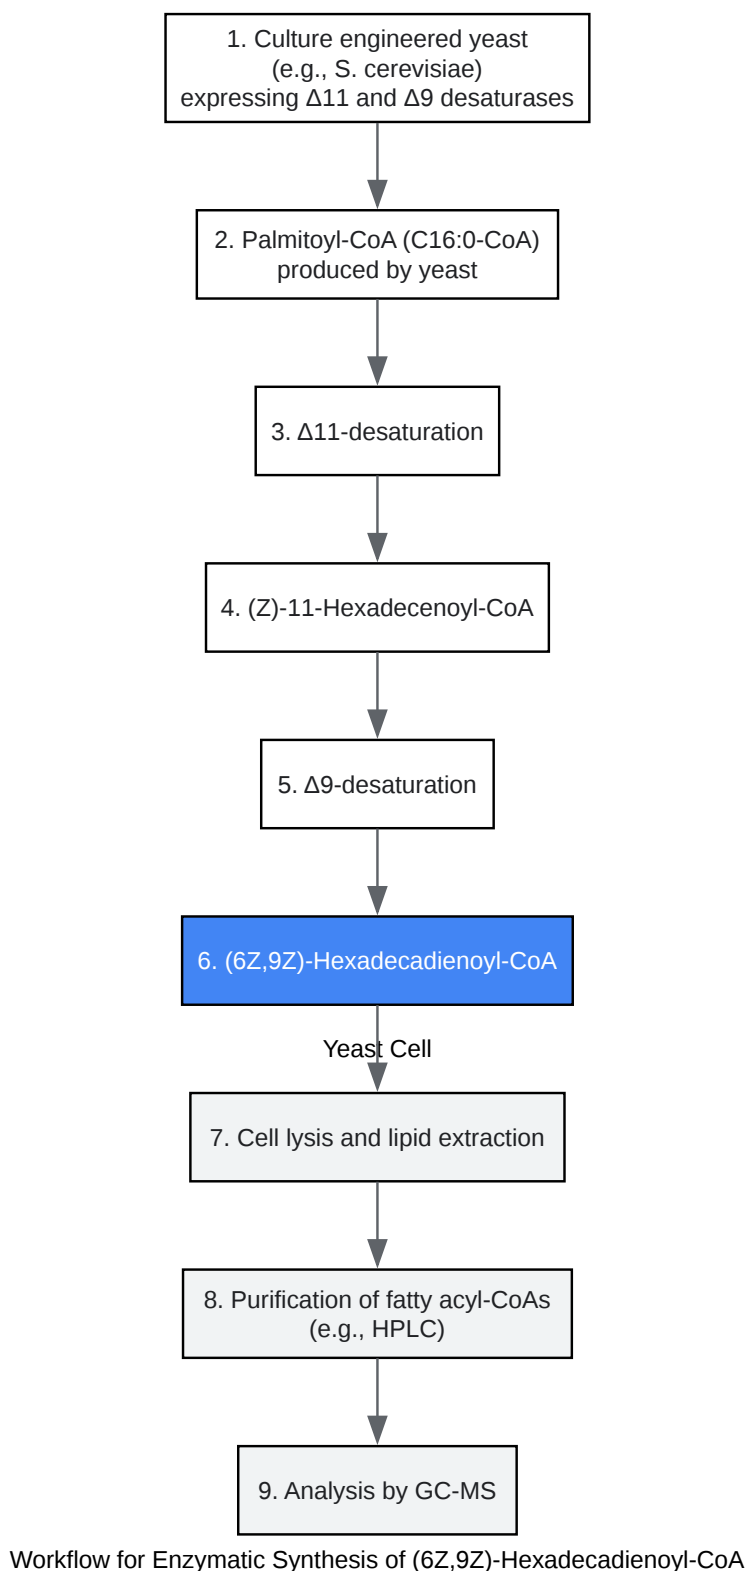 1. Culture engineered yeast
(e.g., S. cerevisiae)
expressing Δ11 and Δ9 desaturases
2. Palmitoyl-CoA (C16:0-CoA)
produced by yeast
3. Δ11-desaturation
4. (Z)-11-Hexadecenoyl-CoA
5. Δ9-desaturation
6. (6Z,9Z)-Hexadecadienoyl-CoA
Yeast Cell
7. Cell lysis and lipid extraction
8. Purification of fatty acyl-CoAs
(e.g., HPLC)
9. Analysis by GC-MS
Workflow for Enzymatic Synthesis of (6Z,9Z)-Hexadecadienoyl-CoA